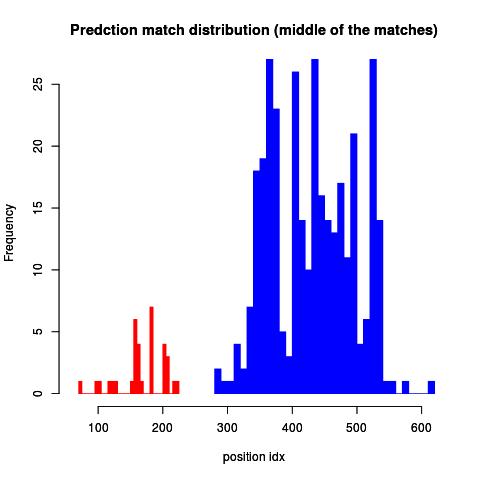 Predction match distribution (middle of the matches)
Frequency
25
20
15
10
5
0
100 200 300 400 500 600
position idx